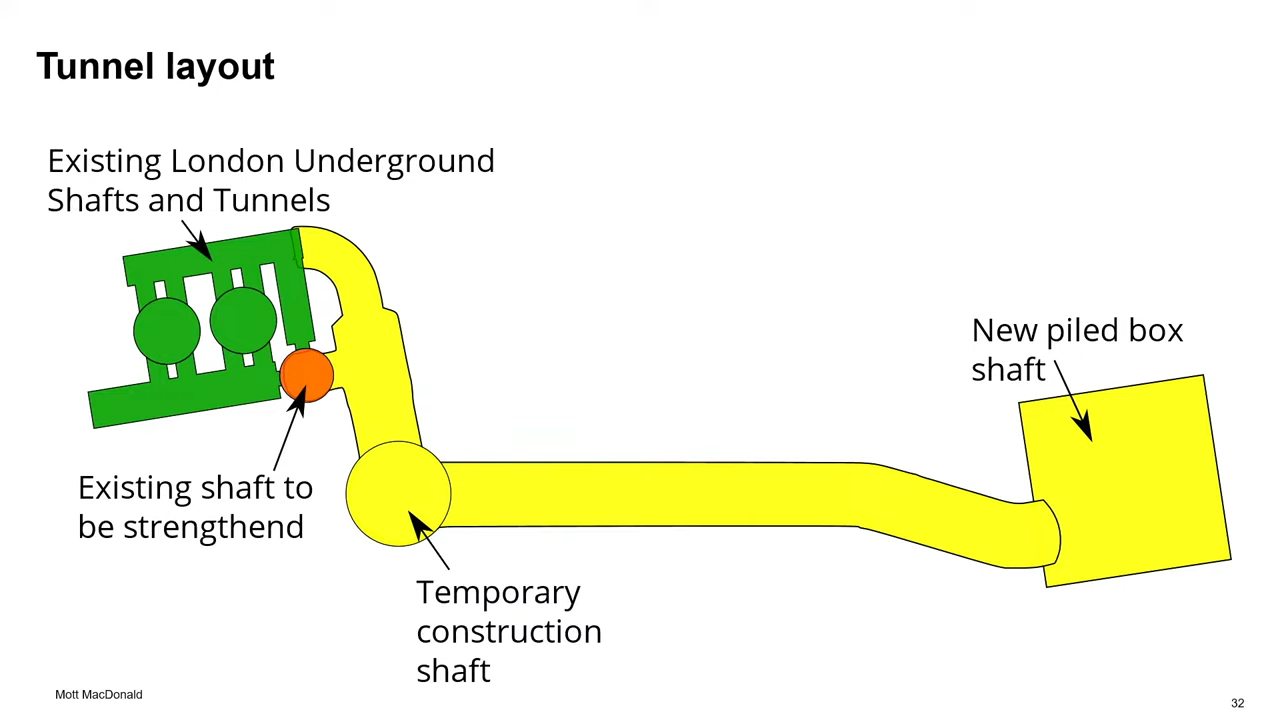 Tunnel layout
Existing London Underground
Shafts and Tunnels
New piled box
shaft
Existing shaft to
be strengthend
Temporary
construction
shaft
Mott MacDonald
32